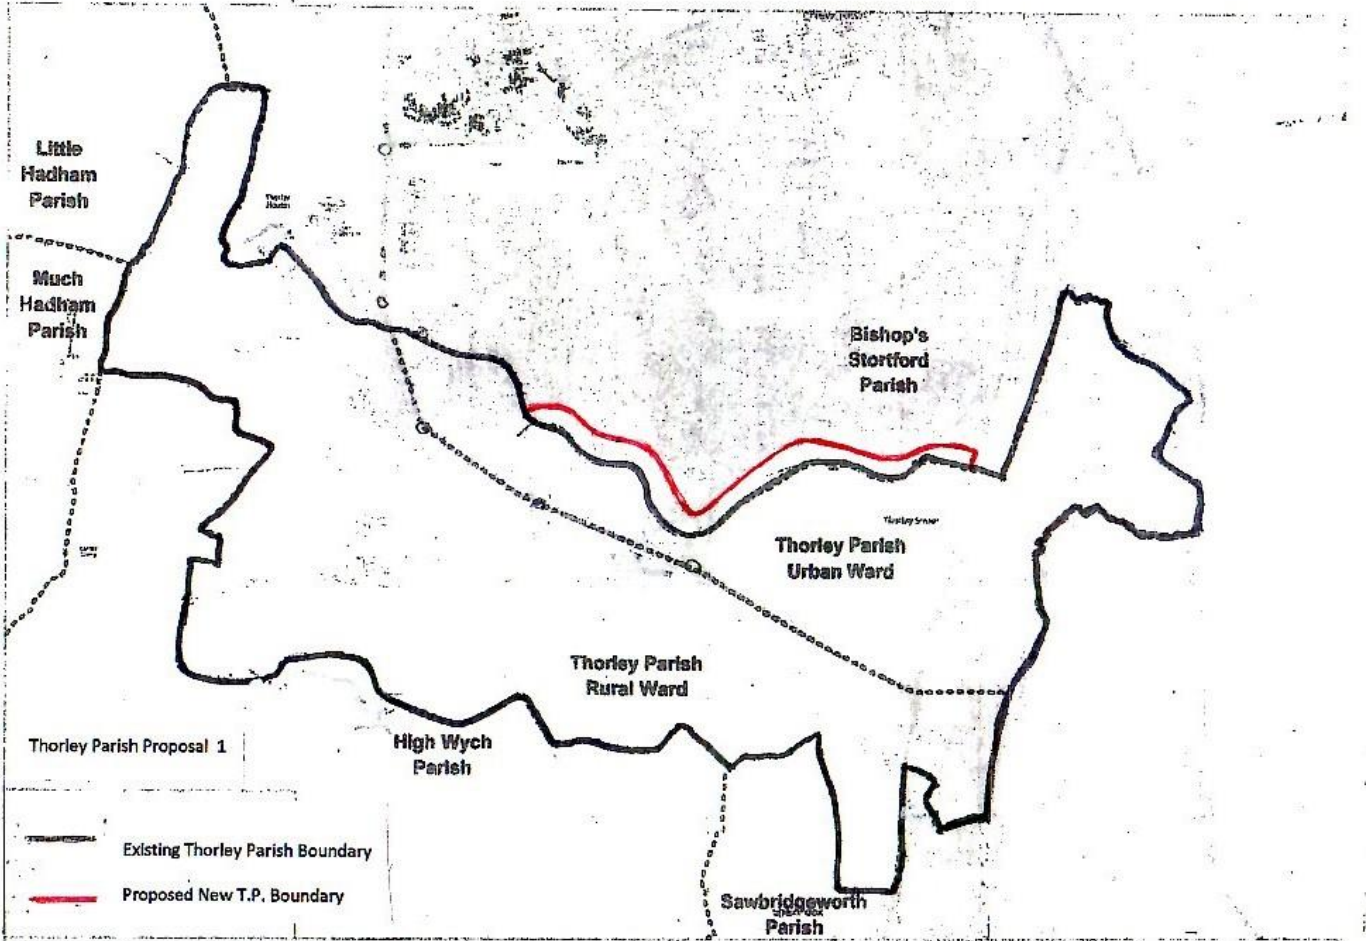 Little
Hadham
Parish
Much
Hadham
Parish
Bishop's
Stortford
Parish
Thorley Parish
Urban Ward
Thorley Parish
Rural Ward
High Wych
Parish
Thorley Parish Proposal 1
Existing Thorley Parish Boundary
Proposed New T.P. Boundary
Sawbridgeworth
Parish